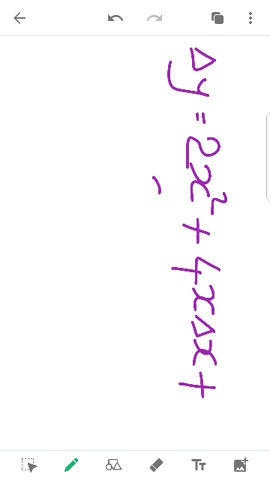 Δy = 2x² + 4xΔx +